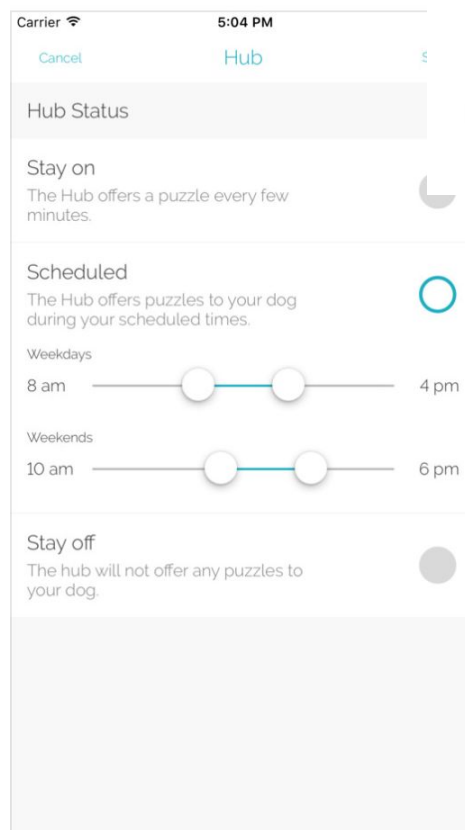 Carrier 5:04 PM
Cancel Hub
Hub Status
Stay on
The Hub offers a puzzle every few
minutes.
Scheduled
The Hub offers puzzles to your dog
during your scheduled times.
Weekdays
8 am 4 pm
Weekends
10 am 6 pm
Stay off
The hub will not offer any puzzles to
your dog.